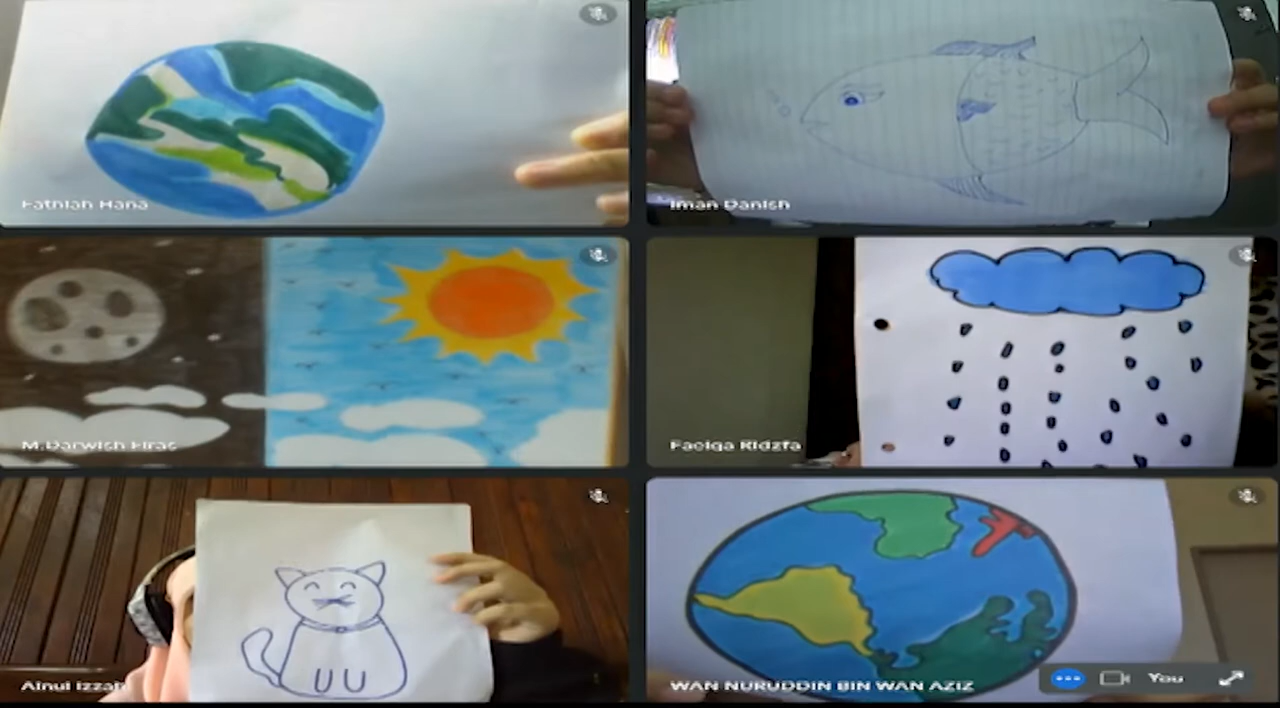 Fathiah Hana
Iman Danish
M.Darwish Firas
Faeiqa Ridzfa
Ainul Izzah
WAN NURUDDIN BIN WAN AZIZ
You